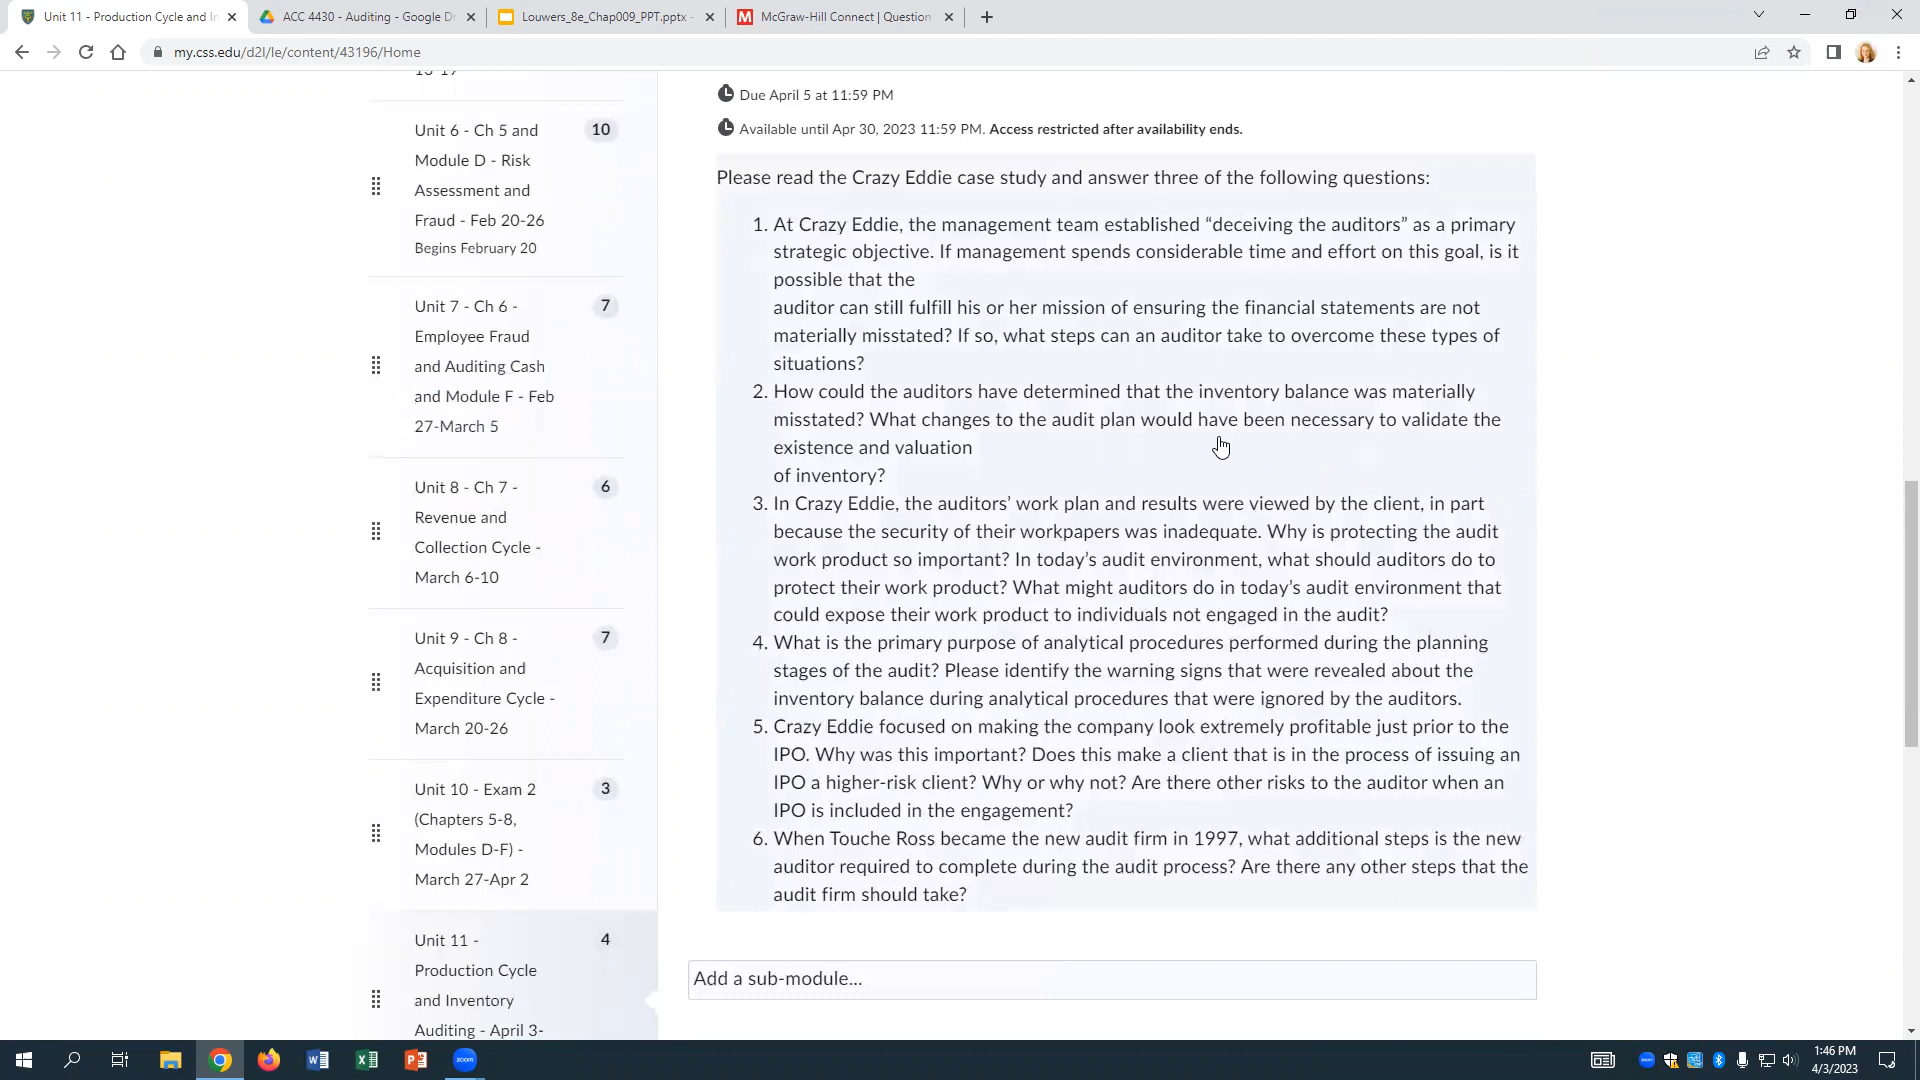 Unit 11 - Production Cycle and In
ACC 4430 - Auditing - Google Dr
Louwers_8e_Chap009_PPT.pptx -
McGraw-Hill Connect | Question
my.css.edu/d2l/le/content/43196/Home
Unit 6 - Ch 5 and
Module D - Risk
Assessment and
Fraud - Feb 20-26
Begins February 20
10
Unit 7 - Ch 6 -
Employee Fraud
and Auditing Cash
and Module F - Feb
27-March 5
7
Unit 8 - Ch 7 -
Revenue and
Collection Cycle -
March 6-10
6
Unit 9 - Ch 8 -
Acquisition and
Expenditure Cycle -
March 20-26
7
Unit 10 - Exam 2
(Chapters 5-8,
Modules D-F) -
March 27-Apr 2
3
Unit 11 -
Production Cycle
and Inventory
Auditing - April 3-
4
Due April 5 at 11:59 PM
Available until Apr 30, 2023 11:59 PM. Access restricted after availability ends.
Please read the Crazy Eddie case study and answer three of the following questions:
1. At Crazy Eddie, the management team established “deceiving the auditors” as a primary
strategic objective. If management spends considerable time and effort on this goal, is it
possible that the
auditor can still fulfill his or her mission of ensuring the financial statements are not
materially misstated? If so, what steps can an auditor take to overcome these types of
situations?
2. How could the auditors have determined that the inventory balance was materially
misstated? What changes to the audit plan would have been necessary to validate the
existence and valuation
of inventory?
3. In Crazy Eddie, the auditors’ work plan and results were viewed by the client, in part
because the security of their workpapers was inadequate. Why is protecting the audit
work product so important? In today’s audit environment, what should auditors do to
protect their work product? What might auditors do in today’s audit environment that
could expose their work product to individuals not engaged in the audit?
4. What is the primary purpose of analytical procedures performed during the planning
stages of the audit? Please identify the warning signs that were revealed about the
inventory balance during analytical procedures that were ignored by the auditors.
5. Crazy Eddie focused on making the company look extremely profitable just prior to the
IPO. Why was this important? Does this make a client that is in the process of issuing an
IPO a higher-risk client? Why or why not? Are there other risks to the auditor when an
IPO is included in the engagement?
6. When Touche Ross became the new audit firm in 1997, what additional steps is the new
auditor required to complete during the audit process? Are there any other steps that the
audit firm should take?
Add a sub-module...
zoom
1:46 PM
4/3/2023